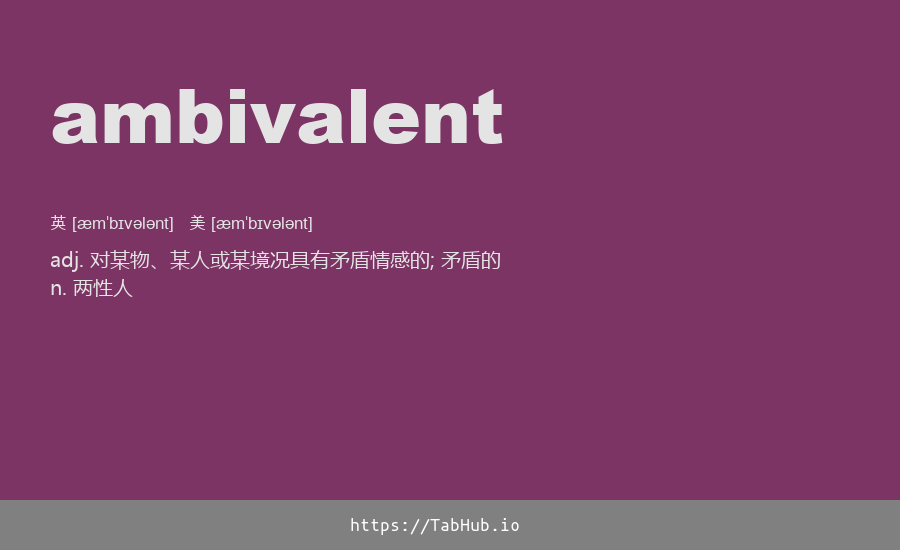 ambivalent
英 [æmˈbɪvələnt] 美 [æmˈbɪvələnt]
adj. 对某物、某人或某境况具有矛盾情感的; 矛盾的
n. 两性人
https://TabHub.io